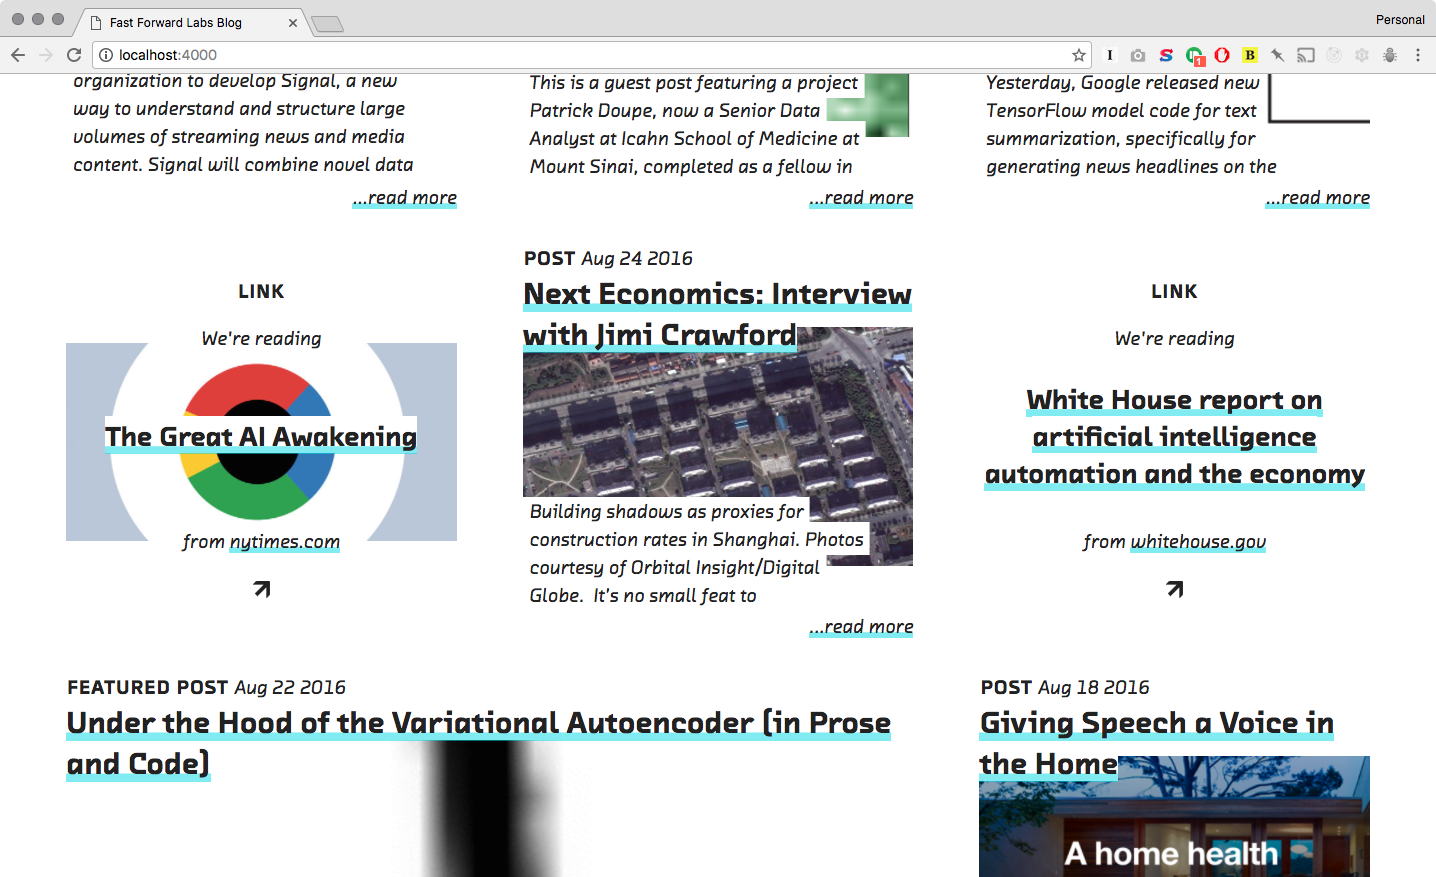 Fast Forward Labs Blog
Personal
localhost:4000
1
organization to develop Signal, a new
way to understand and structure large
volumes of streaming news and media
content. Signal will combine novel data
...read more
This is a guest post featuring a project
Patrick Doupe, now a Senior Data
Analyst at Icahn School of Medicine at
Mount Sinai, completed as a fellow in
...read more
Yesterday, Google released new
TensorFlow model code for text
summarization, specifically for
generating news headlines on the
...read more
LINK
We're reading
The Great AI Awakening
from nytimes.com
POST Aug 24 2016
Next Economics: Interview
with Jimi Crawford
Building shadows as proxies for
construction rates in Shanghai. Photos
courtesy of Orbital Insight/Digital
Globe.  It's no small feat to
...read more
LINK
We're reading
White House report on
artificial intelligence
automation and the economy
from whitehouse.gov
FEATURED POST Aug 22 2016
Under the Hood of the Variational Autoencoder (in Prose
and Code)
POST Aug 18 2016
Giving Speech a Voice in
the Home
A home health